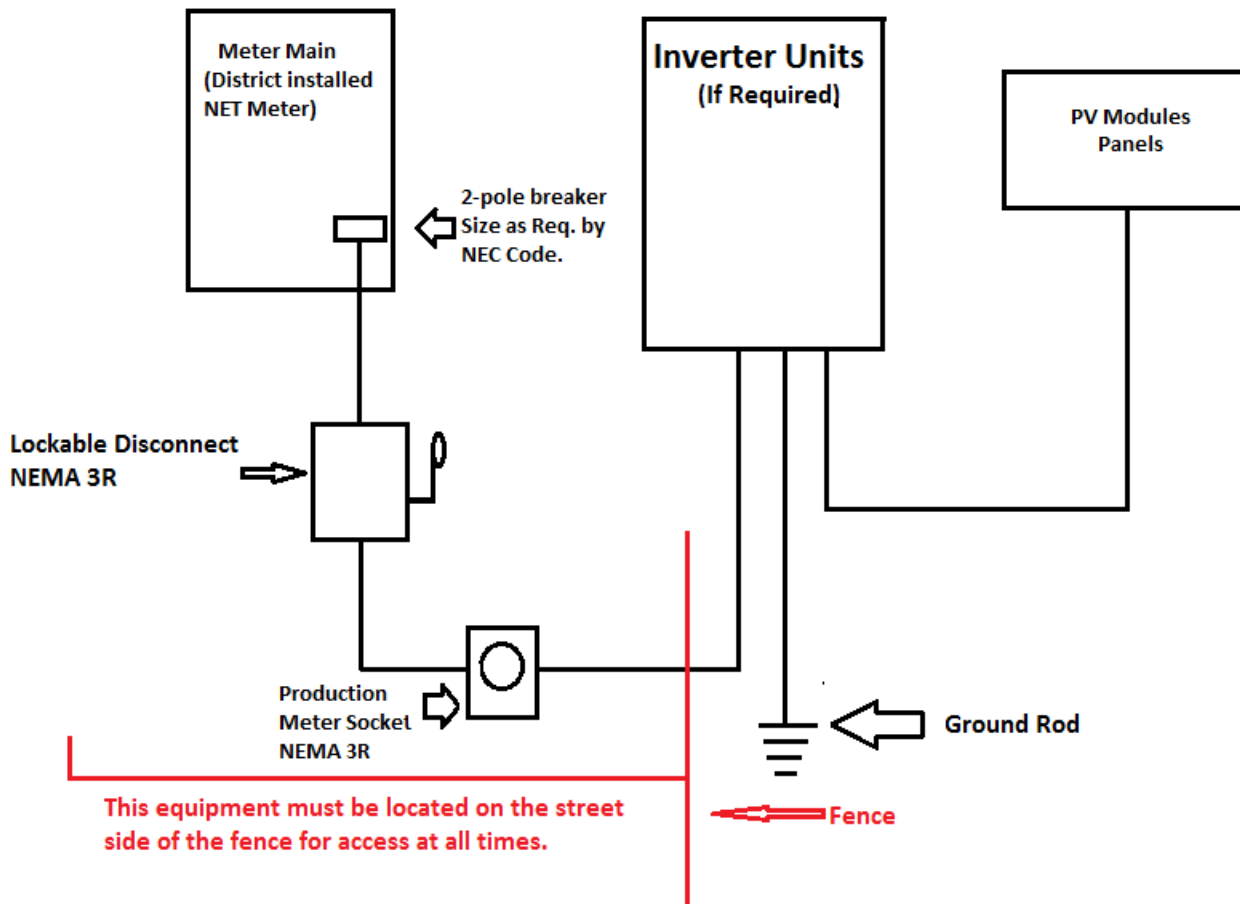 Meter Main
(District installed
NET Meter)
Inverter Units
(If Required)
PV Modules
Panels
2-pole breaker
Size as Req. by
NEC Code.
Lockable Disconnect
NEMA 3R
Production
Meter Socket
NEMA 3R
Ground Rod
This equipment must be located on the street
side of the fence for access at all times.
Fence